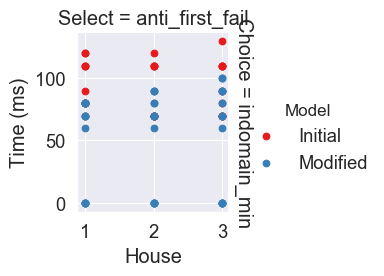 Select = anti_first_fail
Choice = indomain_min
Time (ms)
100
50
0
1 2 3
House
Model
Initial
Modified